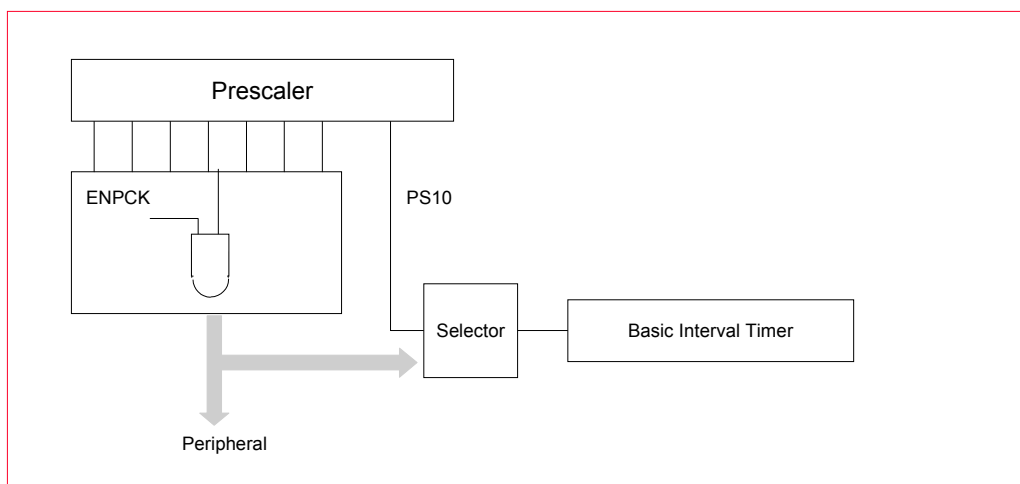 Prescaler
ENPCK
PS10
Selector
Basic Interval Timer
Peripheral